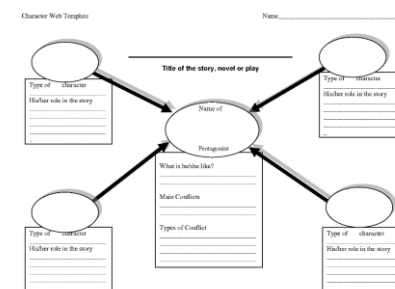 Character Web Template Name
Title of the story, novel or play
Type of character
His/her role in the story
Type of character
His/her role in the story
Name of
Protagonist
What is he/she like?
Main Conflicts
Types of Conflict
Type of character
His/her role in the story
Type of character
His/her role in the story